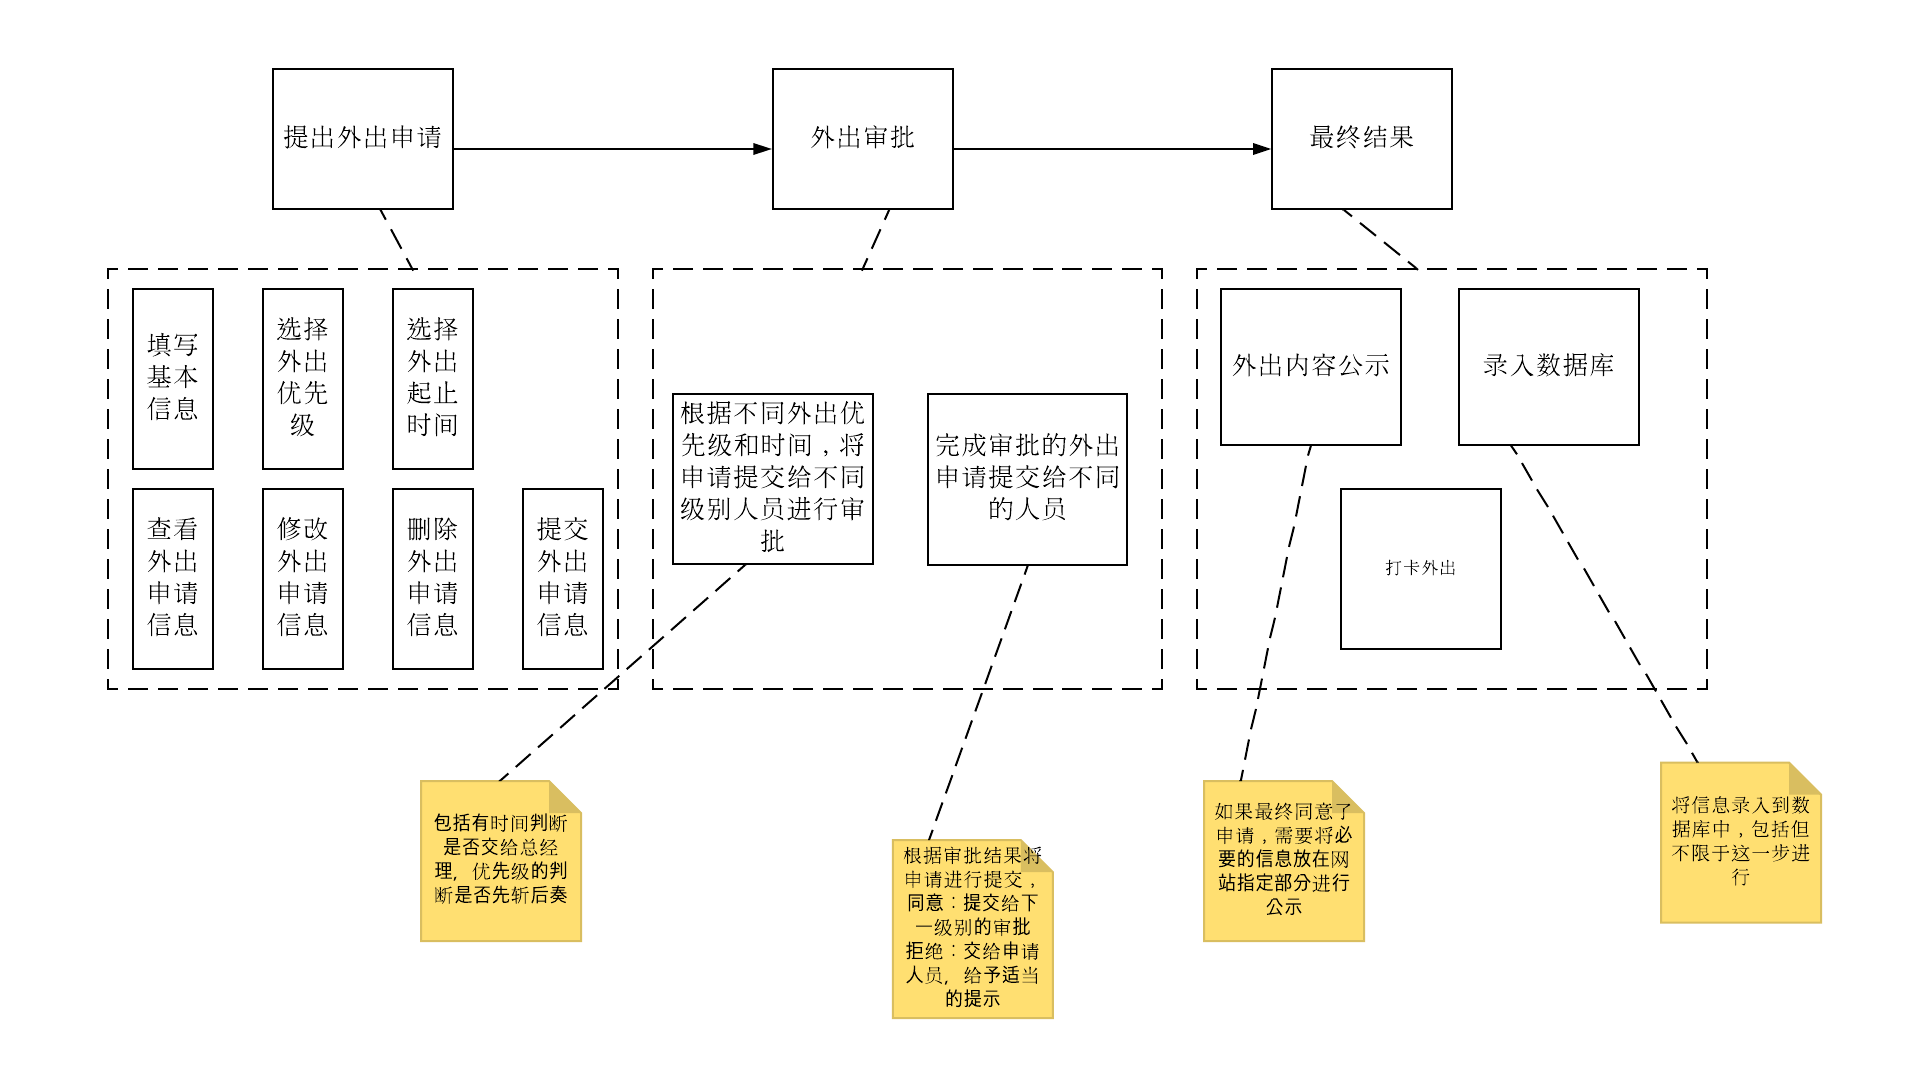 提出外出申请
外出审批
最终结果
填写
基本
信息
选择
外出
优先
级
选择
外出
起止
时间
查看
外出
申请
信息
修改
外出
申请
信息
删除
外出
申请
信息
提交
外出
申请
信息
根据不同外出优
先级和时间，将
申请提交给不同
级别人员进行审
批
完成审批的外出
申请提交给不同
的人员
外出内容公示
录入数据库
打卡外出
包括有时间判断
是否交给总经
理，优先级的判
断是否先斩后奏
根据审批结果将
申请进行提交，
同意：提交给下
一级别的审批
拒绝：交给申请
人员，给予适当
的提示
如果最终同意了
申请，需要将必
要的信息放在网
站指定部分进行
公示
将信息录入到数
据库中，包括但
不限于这一步进
行